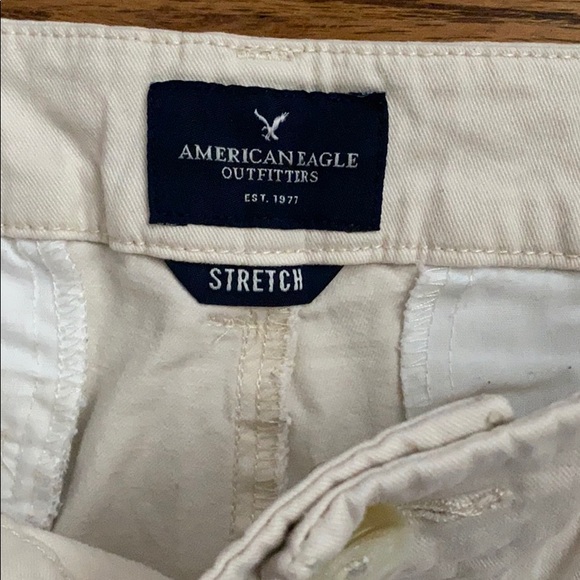 AMERICAN EAGLE
OUTFITTERS
EST. 1977
STRETCH